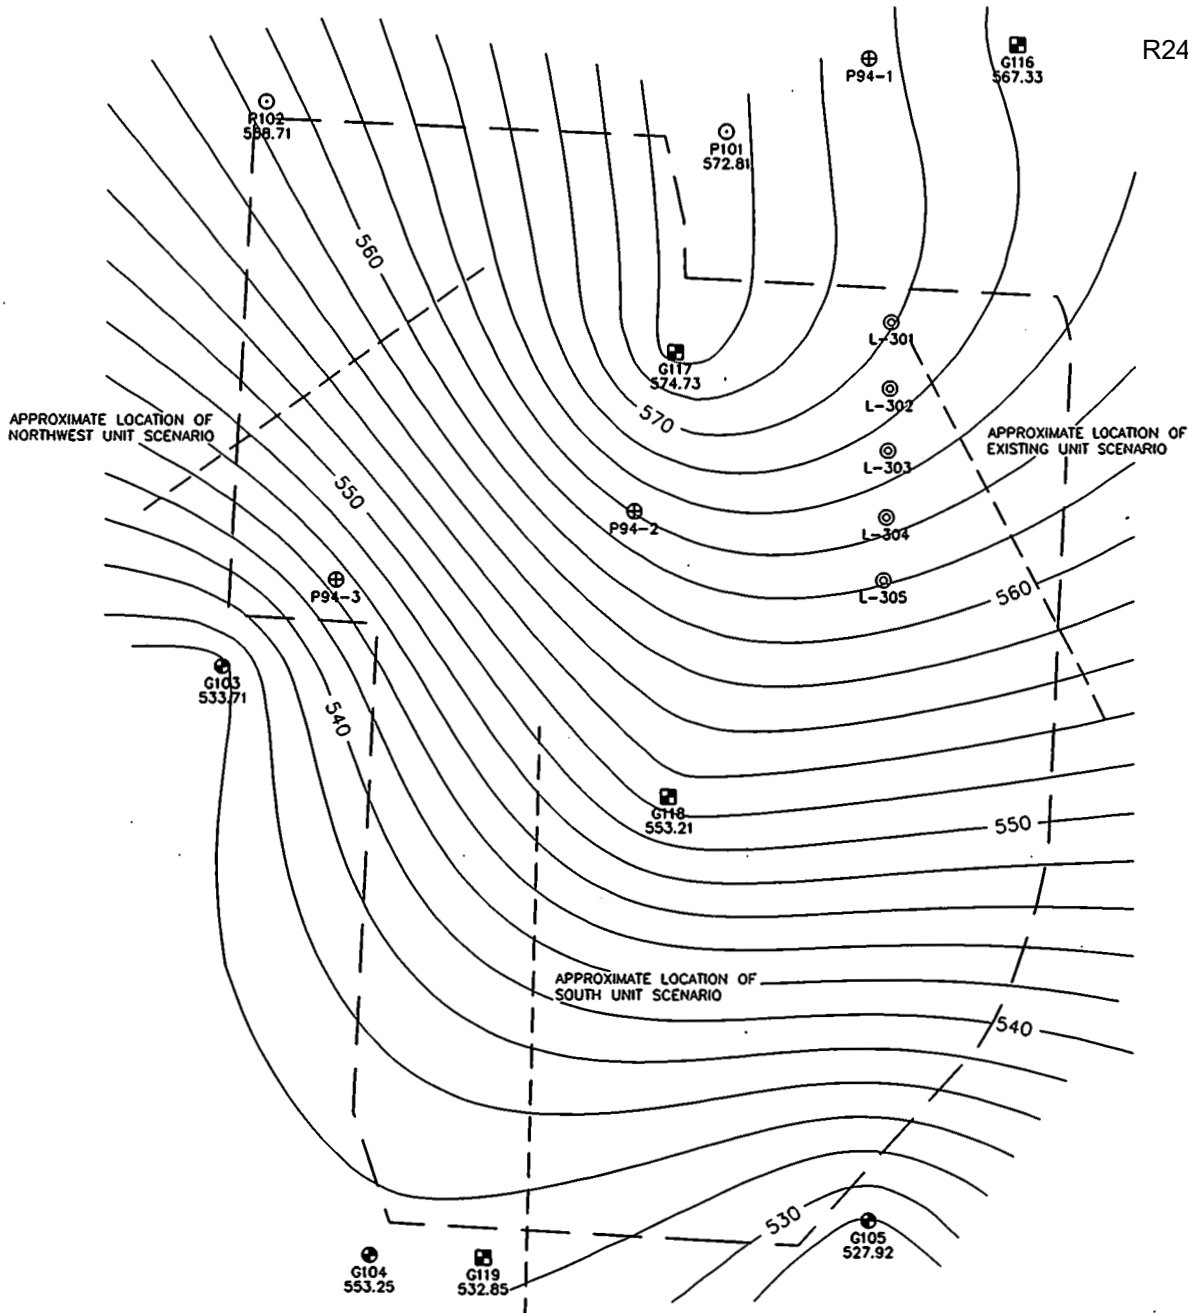 R24
G116
567.33
P94-1
P102
558.71
P101
572.81
560
L-301
G117
574.73
L-302
570
APPROXIMATE LOCATION OF
NORTHWEST UNIT SCENARIO
APPROXIMATE LOCATION OF
EXISTING UNIT SCENARIO
L-303
550
P94-2
L-304
P94-3
L-305
560
G103
533.71
540
G118
553.21
550
APPROXIMATE LOCATION OF
SOUTH UNIT SCENARIO
540
530
G105
527.92
G104
553.25
G119
532.85